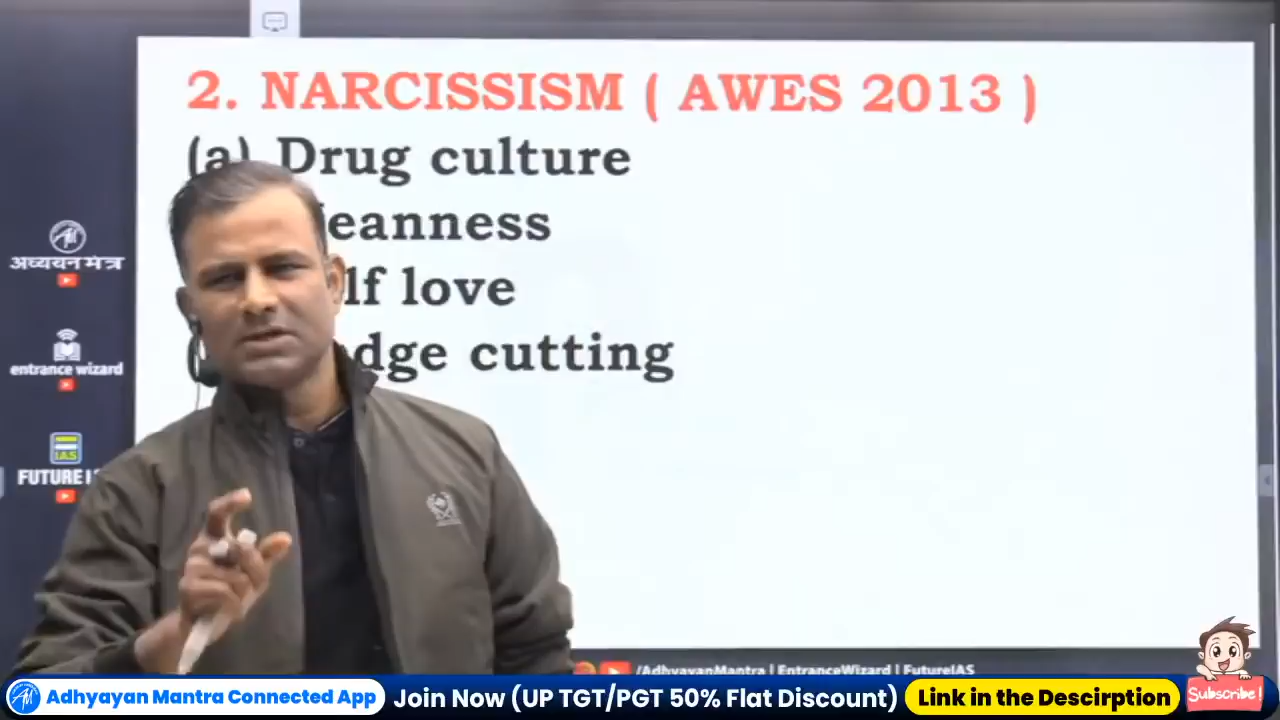 2. NARCISSISM ( AWES 2013 )
(a) Drug culture
eanness
lf love
dge cutting
अध्ययन मंत्र
entrance wizard
IAS
FUTURE I
/AdhyayanMantra | EntranceWizard | FutureIAS
Adhyayan Mantra Connected App
Join Now (UP TGT/PGT 50% Flat Discount)
Link in the Descirption
Subscribe!